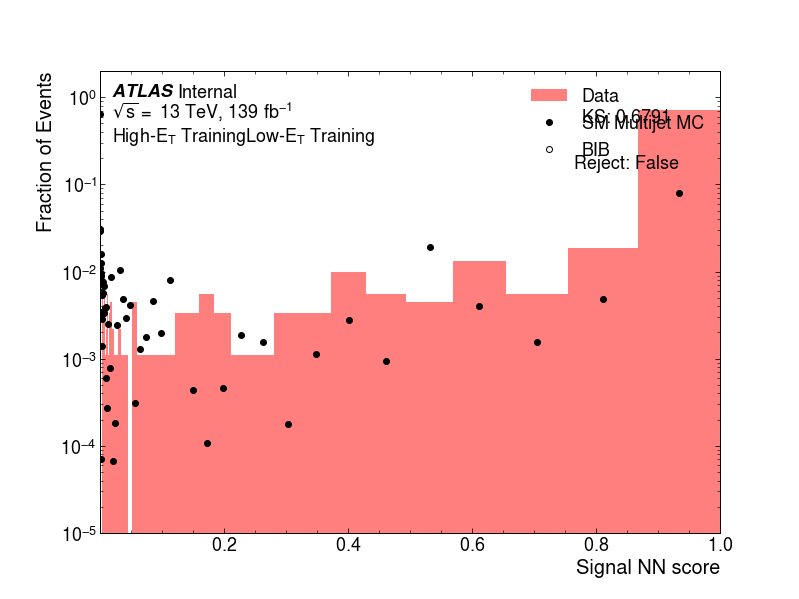 ATLAS Internal
√s = 13 TeV, 139 fb⁻¹
High-E_T TrainingLow-E_T Training
Data
KS: 0.6791
SM Multijet MC
BIB
Reject: False
Fraction of Events
10⁰
10⁻¹
10⁻²
10⁻³
10⁻⁴
10⁻⁵
0.2 0.4 0.6 0.8 1.0
Signal NN score